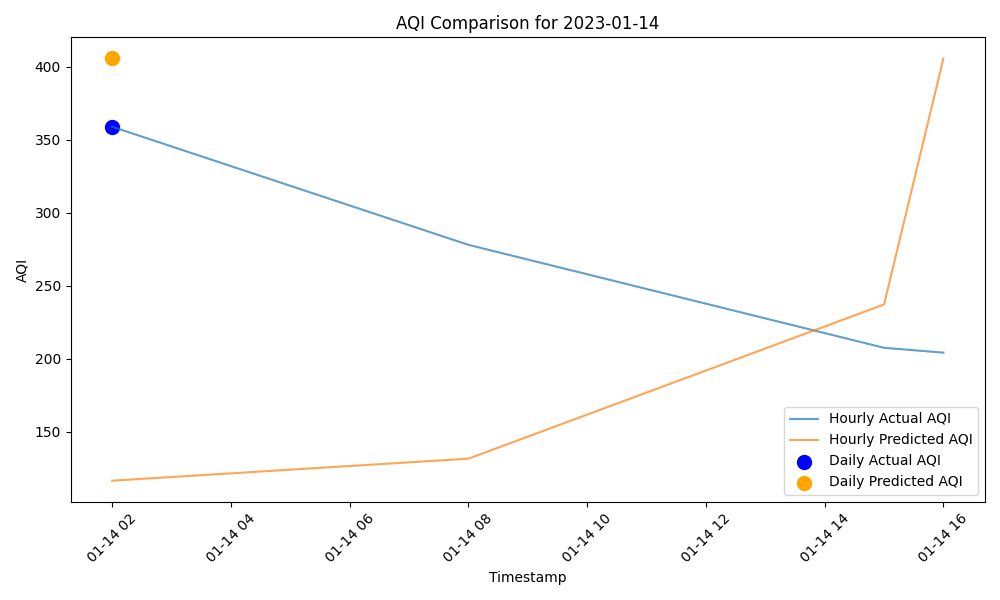 AQI Comparison for 2023-01-14
AQI
400
350
300
250
200
150
Hourly Actual AQI
Hourly Predicted AQI
Daily Actual AQI
Daily Predicted AQI
01-14 02
01-14 04
01-14 06
01-14 08
01-14 10
01-14 12
01-14 14
01-14 16
Timestamp